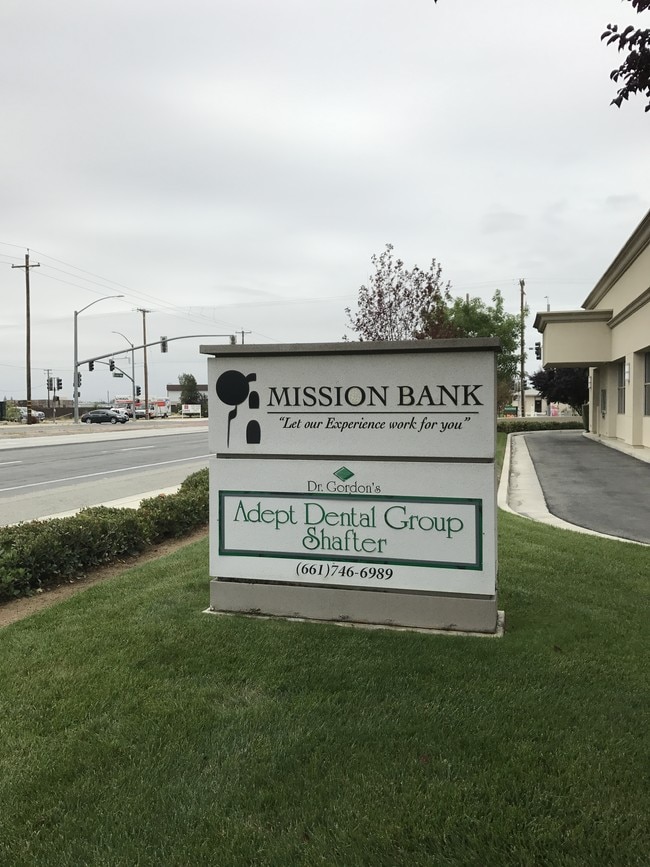 MISSION BANK
"Let our Experience work for you"
Dr. Gordon's
Adept Dental Group
Shafter
(661)746-6989